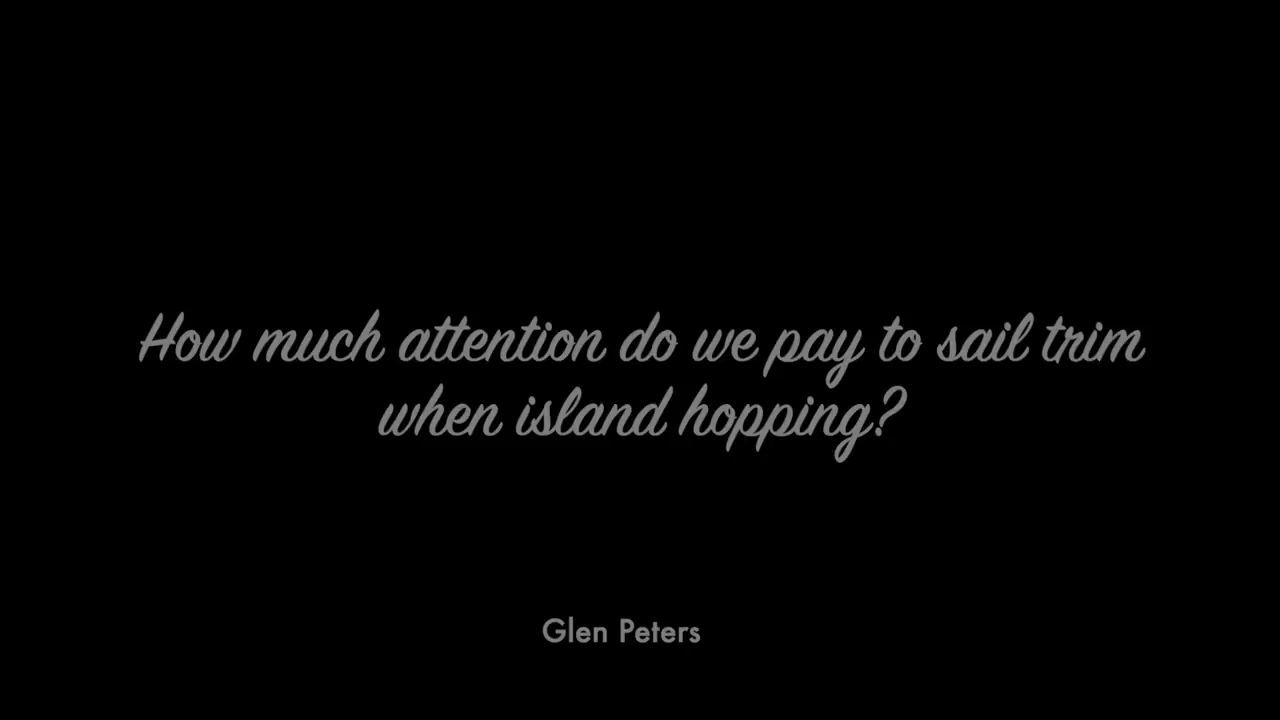 How much attention do we pay to sail trim
when island hopping?
Glen Peters